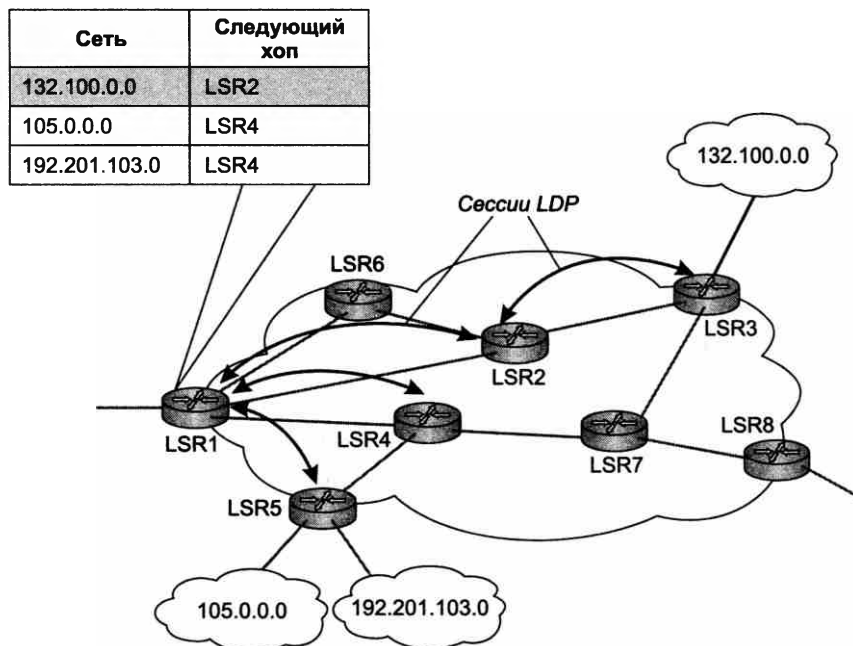 Сеть
Следующий
хоп
132.100.0.0
LSR2
105.0.0.0
LSR4
192.201.103.0
LSR4
132.100.0.0
Сессии LDP
LSR6
LSR3
LSR2
LSR1
LSR4
LSR7
LSR8
LSR5
105.0.0.0
192.201.103.0